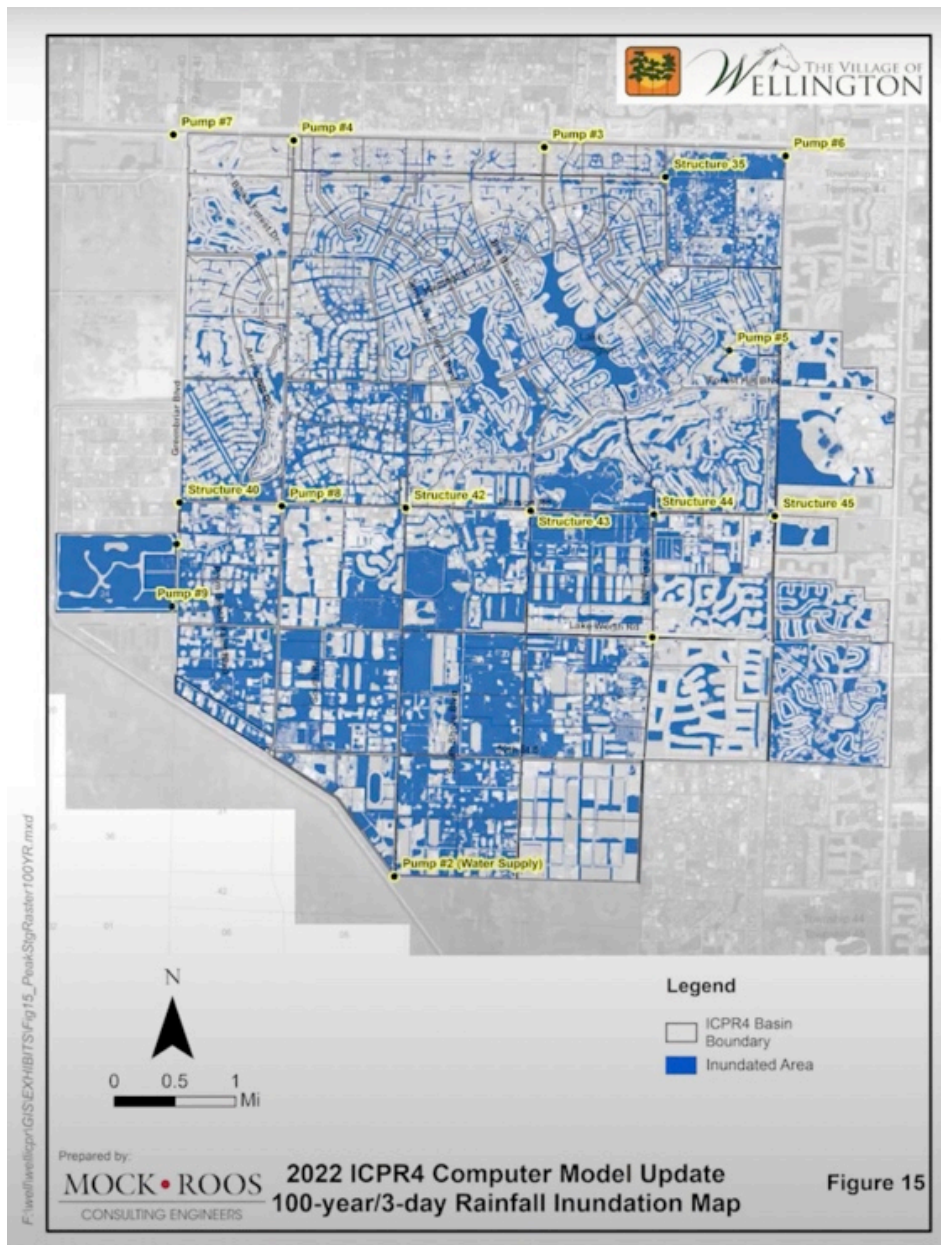 THE VILLAGE OF
WELLINGTON
Pump #7
Pump #4
Pump #3
Pump #6
Structure 35
Pump #5
Greenbriar Blvd
Structure 40
Pump #8
Structure 42
Structure 43
Structure 44
Structure 45
Pump #9
Lake Worth Rd
Pump #2 (Water Supply)
N
0 0.5 1
Mi
Legend
ICPR4 Basin
Boundary
Inundated Area
Prepared by:
MOCK•ROOS
CONSULTING ENGINEERS
2022 ICPR4 Computer Model Update
100-year/3-day Rainfall Inundation Map
Figure 15